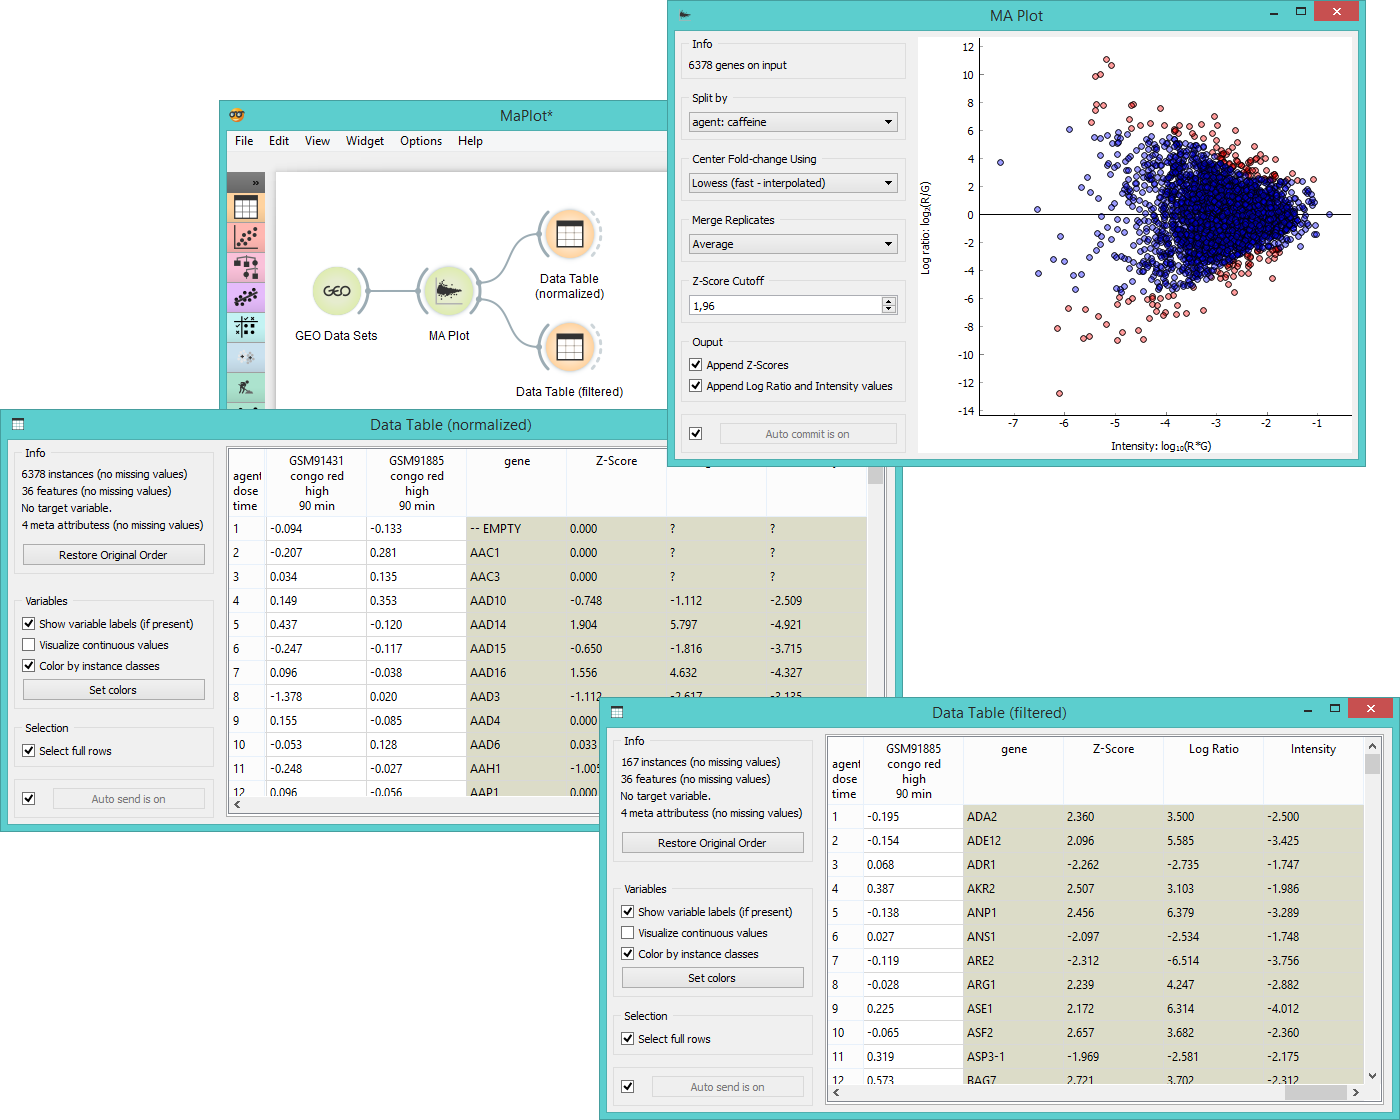 MA Plot
Info
6378 genes on input
Split by
agent: caffeine
Center Fold-change Using
Lowess (fast - interpolated)
Merge Replicates
Average
Z-Score Cutoff
1,96
Ouput
Append Z-Scores
Append Log Ratio and Intensity values
Auto commit is on
Log ratio: log₂(R/G)
12
10
8
6
4
2
0
-2
-4
-6
-8
-10
-12
-14
-7 -6 -5 -4 -3 -2 -1
Intensity: log₁₀(R*G)
MaPlot*
File Edit View Widget Options Help
»
GEO
GEO Data Sets
MA Plot
Data Table
(normalized)
Data Table (filtered)
Data Table (normalized)
Info
6378 instances (no missing values)
36 features (no missing values)
No target variable.
4 meta attributess (no missing values)
Restore Original Order
Variables
Show variable labels (if present)
Visualize continuous values
Color by instance classes
Set colors
Selection
Select full rows
Auto send is on
GSM91431 GSM91885 gene Z-Score
agent congo red congo red
dose high high
time 90 min 90 min
1 -0.094 -0.133 -- EMPTY 0.000 ? ?
2 -0.207 0.281 AAC1 0.000 ? ?
3 0.034 0.135 AAC3 0.000 ? ?
4 0.149 0.353 AAD10 -0.748 -1.112 -2.509
5 0.437 -0.120 AAD14 1.904 5.797 -4.921
6 -0.247 -0.117 AAD15 -0.650 -1.816 -3.715
7 0.096 -0.038 AAD16 1.556 4.632 -4.327
8 -1.378 0.020 AAD3 -1.112 -2.617 -3.135
9 0.155 -0.085 AAD4 0.000
10 -0.053 0.128 AAD6 0.033
11 -0.248 -0.027 AAH1 -1.005
12 0.096 -0.056 AAP1 0.000
Data Table (filtered)
Info
167 instances (no missing values)
36 features (no missing values)
No target variable.
4 meta attributess (no missing values)
Restore Original Order
Variables
Show variable labels (if present)
Visualize continuous values
Color by instance classes
Set colors
Selection
Select full rows
Auto send is on
GSM91885 gene Z-Score Log Ratio Intensity
agent congo red
dose high
time 90 min
1 -0.195 ADA2 2.360 3.500 -2.500
2 -0.154 ADE12 2.096 5.585 -3.425
3 0.068 ADR1 -2.262 -2.735 -1.747
4 0.387 AKR2 2.507 3.103 -1.986
5 -0.138 ANP1 2.456 6.379 -3.289
6 0.027 ANS1 -2.097 -2.534 -1.748
7 -0.119 ARE2 -2.312 -6.514 -3.756
8 -0.028 ARG1 2.239 4.247 -2.882
9 0.225 ASE1 2.172 6.314 -4.012
10 -0.065 ASF2 2.657 3.682 -2.360
11 0.319 ASP3-1 -1.969 -2.581 -2.175
12 0.573 BAG7 2.721 3.702 -2.312